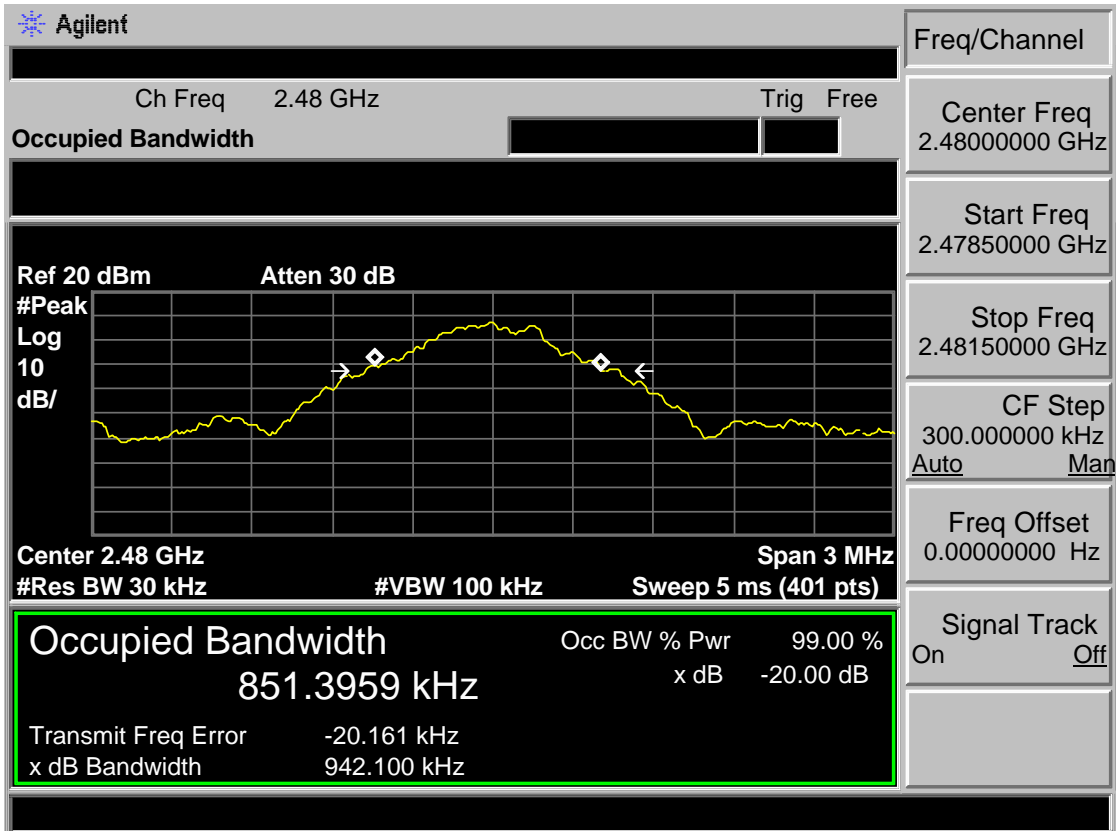 Agilent
Freq/Channel
Ch Freq 2.48 GHz Trig Free
Occupied Bandwidth
Center Freq
2.48000000 GHz
Start Freq
2.47850000 GHz
Stop Freq
2.48150000 GHz
CF Step
300.000000 kHz
Auto Man
Freq Offset
0.00000000 Hz
Signal Track
On Off
Ref 20 dBm Atten 30 dB
#Peak
Log
10
dB/
Center 2.48 GHz Span 3 MHz
#Res BW 30 kHz #VBW 100 kHz Sweep 5 ms (401 pts)
Occupied Bandwidth
851.3959 kHz
Occ BW % Pwr 99.00 %
x dB -20.00 dB
Transmit Freq Error -20.161 kHz
x dB Bandwidth 942.100 kHz